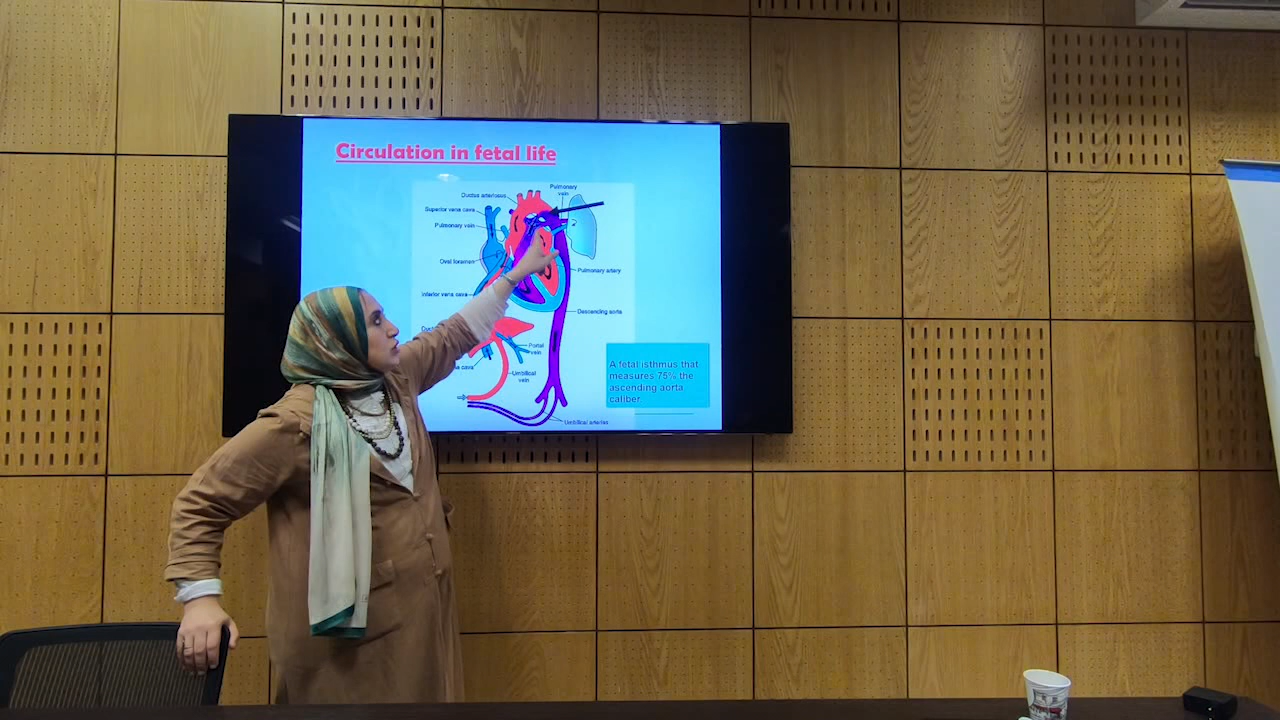 Circulation in fetal life
Ductus arteriosus
Pulmonary
vein
Superior vena cava
Pulmonary vein
Oval foramen
Pulmonary artery
Inferior vena cava
Descending aorta
Portal
vein
cava
Umbilical
vein
Umbilical arteries
A fetal isthmus that
measures 75% the
ascending aorta
caliber.